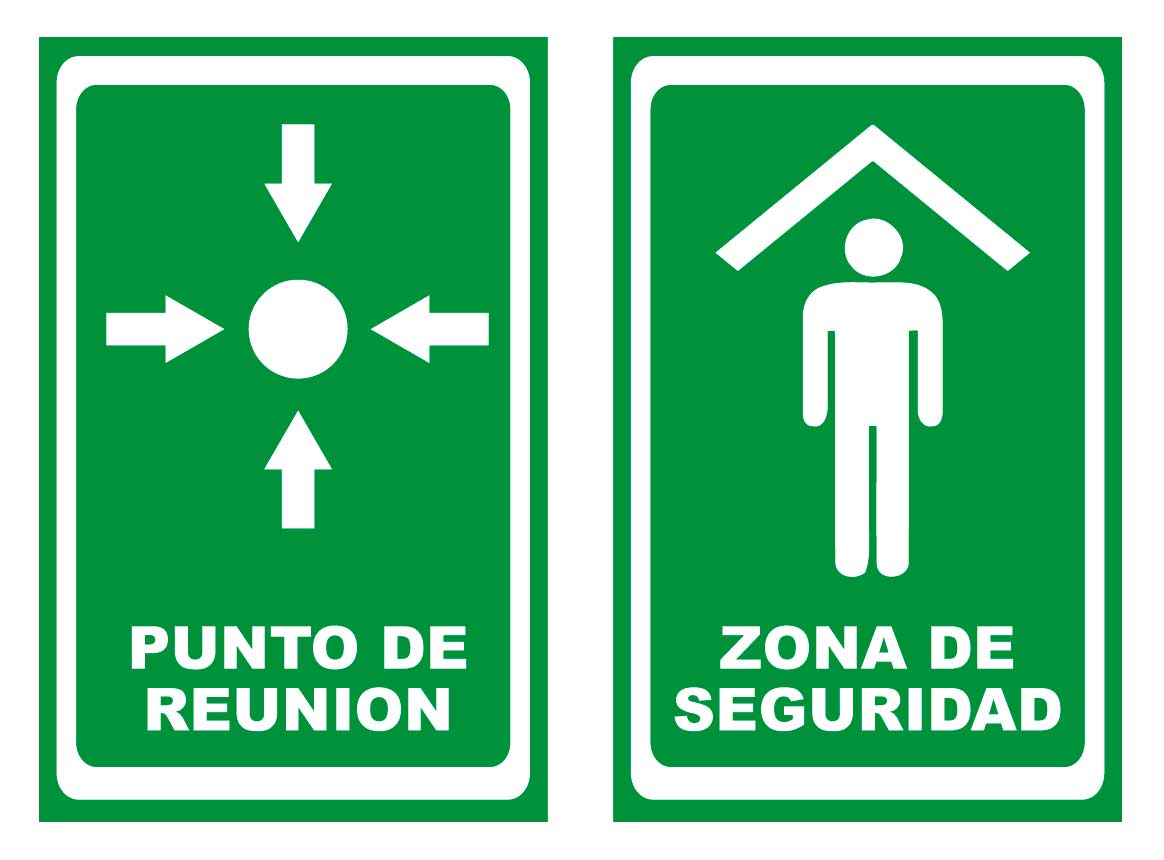 PUNTO DE
REUNION
ZONA DE
SEGURIDAD